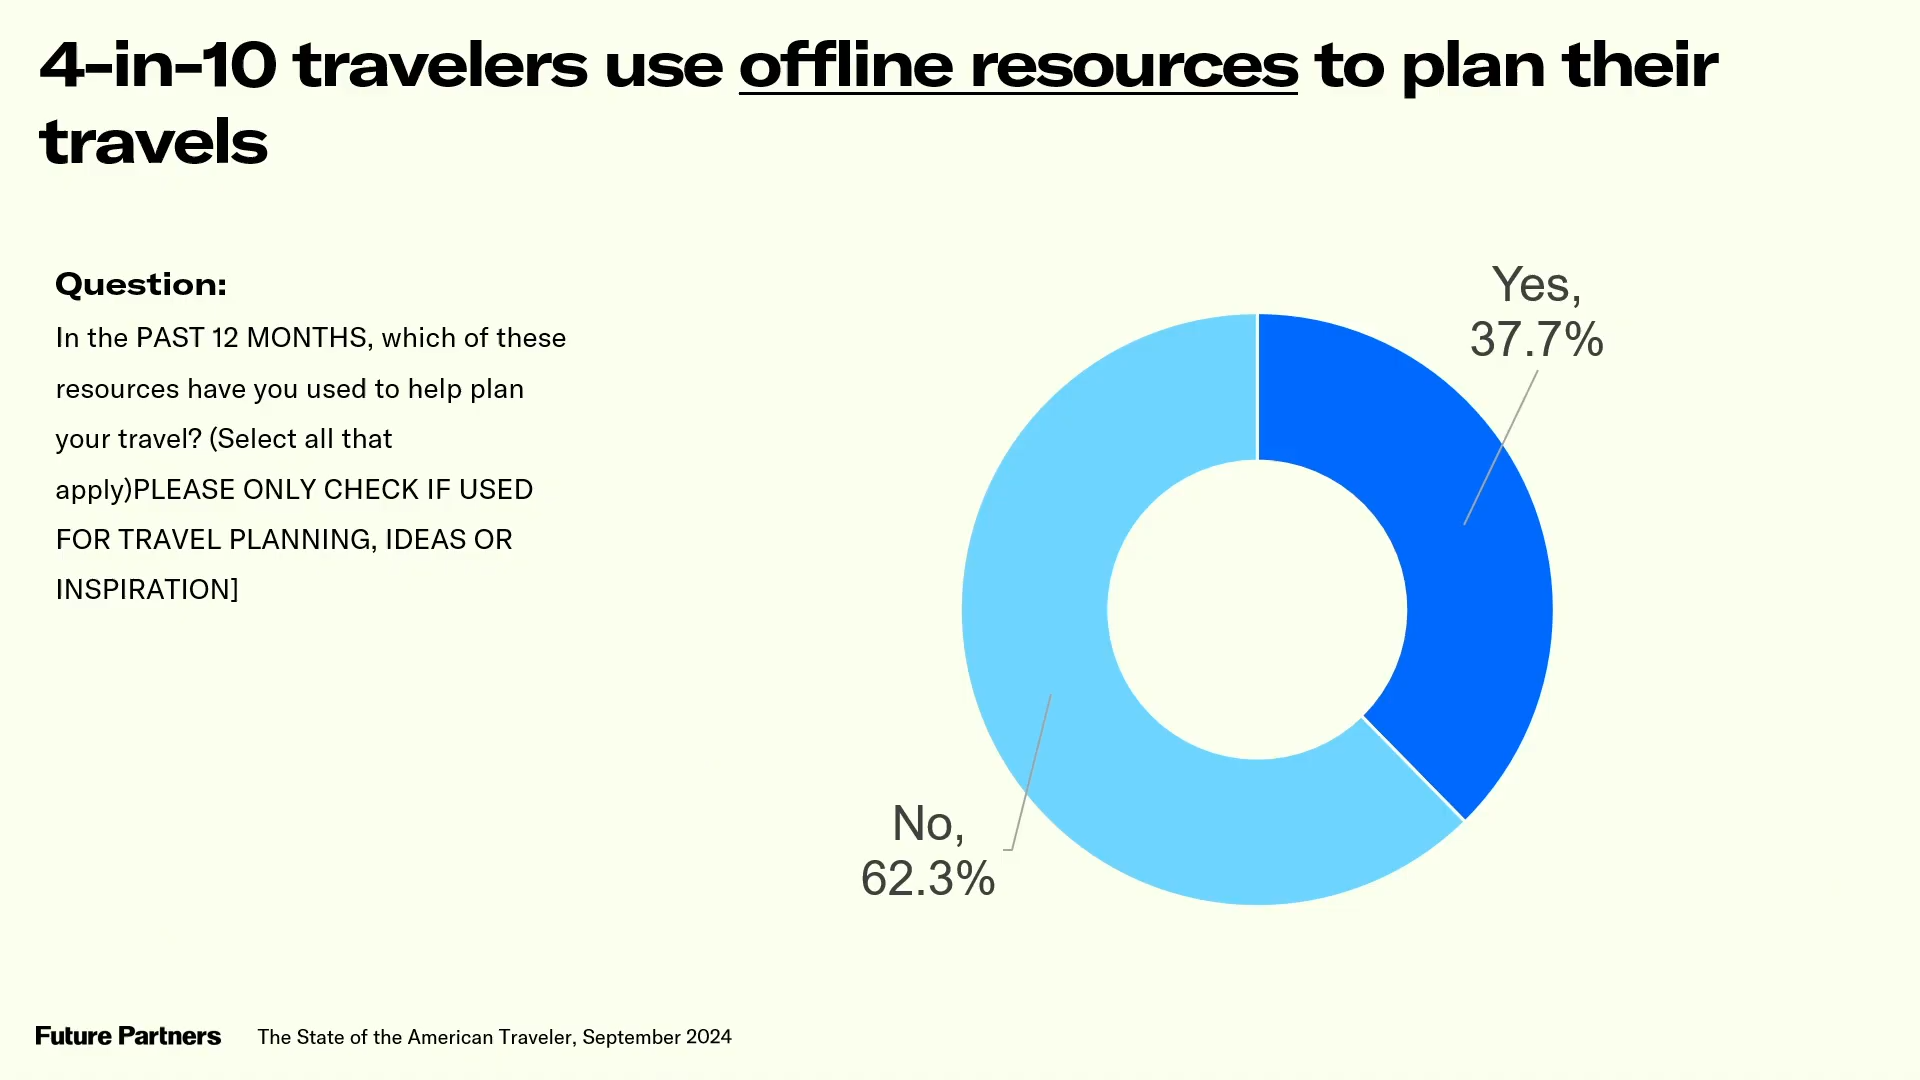 4-in-10 travelers use offline resources to plan their
travels
Question:
In the PAST 12 MONTHS, which of these
resources have you used to help plan
your travel? (Select all that
apply)PLEASE ONLY CHECK IF USED
FOR TRAVEL PLANNING, IDEAS OR
INSPIRATION]
Yes,
37.7%
No,
62.3%
Future Partners
The State of the American Traveler, September 2024